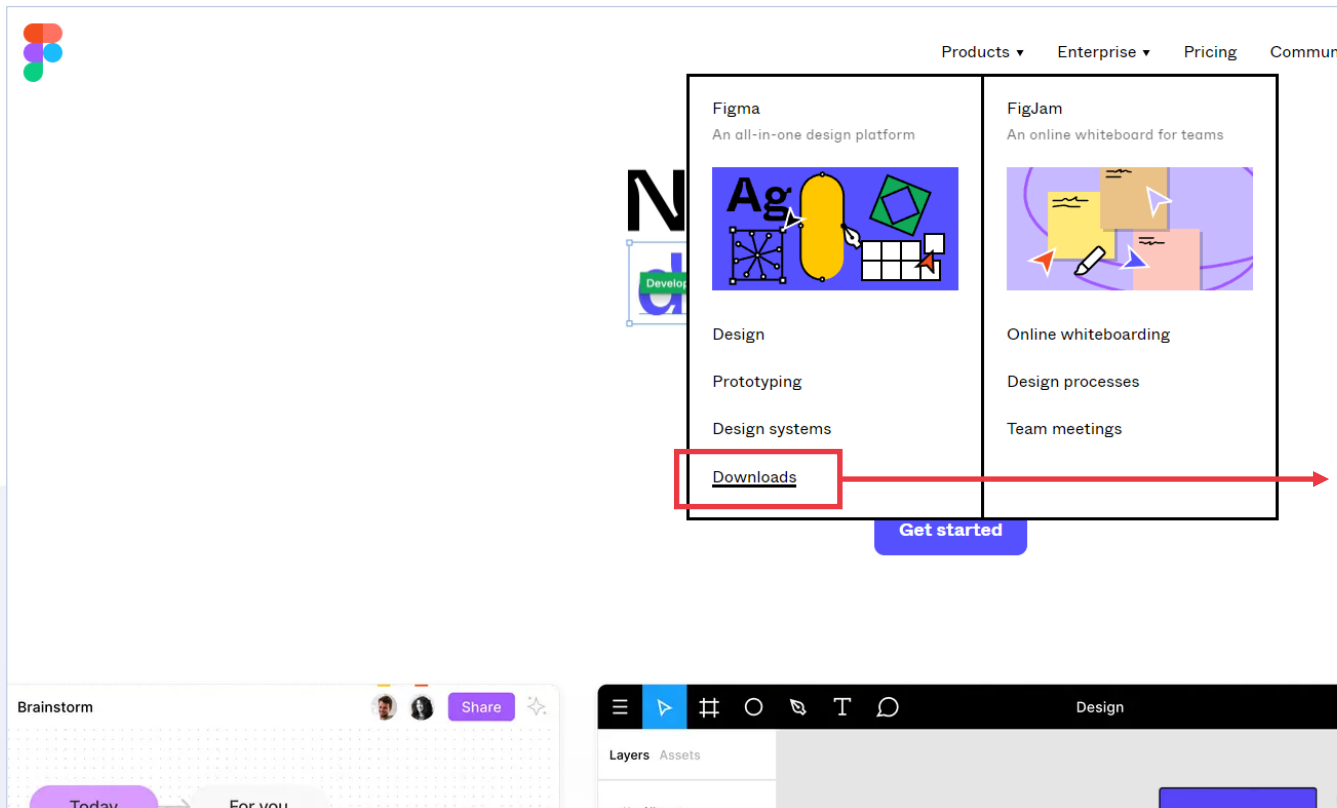 Products ▾ Enterprise ▾ Pricing Commun
Figma
An all-in-one design platform
Ag
Design
Prototyping
Design systems
Downloads
FigJam
An online whiteboard for teams
Online whiteboarding
Design processes
Team meetings
N
d
Develop
Get started
Brainstorm
Share
Today
For you
T
Design
Layers Assets